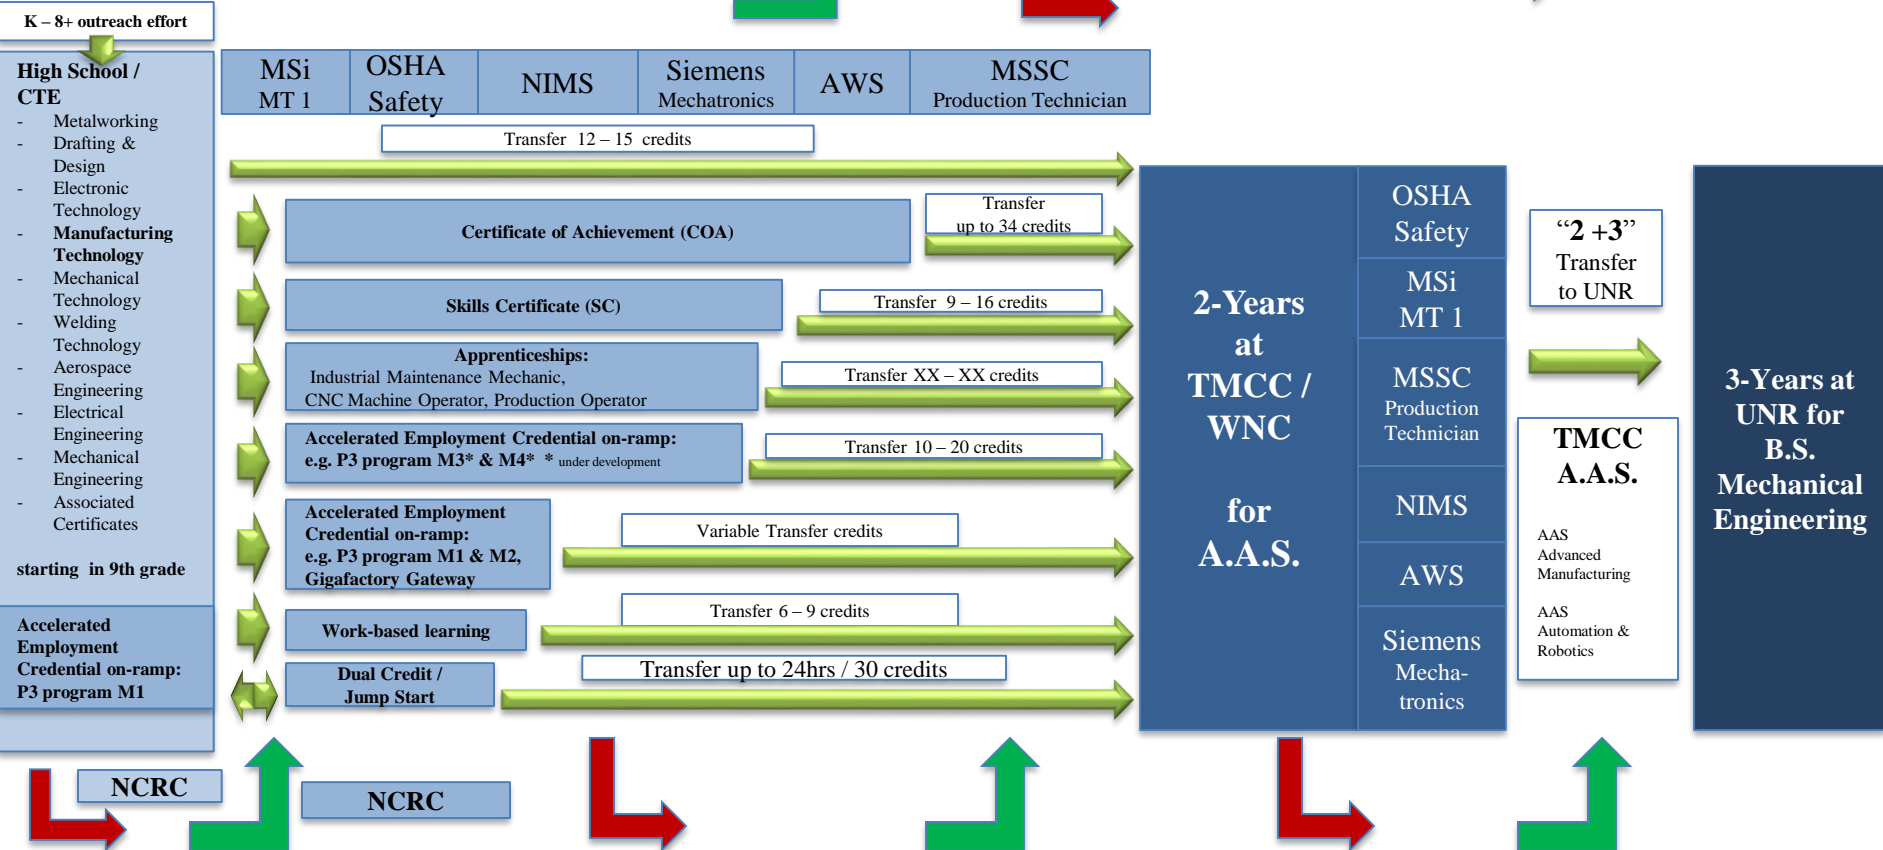 K – 8+ outreach effort
High School /
CTE
- Metalworking
- Drafting &
Design
- Electronic
Technology
- Manufacturing
Technology
- Mechanical
Technology
- Welding
Technology
- Aerospace
Engineering
- Electrical
Engineering
- Mechanical
Engineering
- Associated
Certificates
starting in 9th grade
Accelerated
Employment
Credential on-ramp:
P3 program M1
NCRC
NCRC
MSi
MT 1
OSHA
Safety
NIMS
Siemens
Mechatronics
AWS
MSSC
Production Technician
Transfer 12 – 15 credits
Certificate of Achievement (COA)
Transfer
up to 34 credits
Skills Certificate (SC)
Transfer 9 – 16 credits
Apprenticeships:
Industrial Maintenance Mechanic,
CNC Machine Operator, Production Operator
Transfer XX – XX credits
Accelerated Employment Credential on-ramp:
e.g. P3 program M3* & M4* * under development
Transfer 10 – 20 credits
Accelerated Employment
Credential on-ramp:
e.g. P3 program M1 & M2,
Gigafactory Gateway
Variable Transfer credits
Work-based learning
Transfer 6 – 9 credits
Dual Credit /
Jump Start
Transfer up to 24hrs / 30 credits
2-Years
at
TMCC /
WNC
for
A.A.S.
OSHA
Safety
MSi
MT 1
MSSC
Production
Technician
NIMS
AWS
Siemens
Mecha-
tronics
“2 +3”
Transfer
to UNR
TMCC
A.A.S.
AAS
Advanced
Manufacturing
AAS
Automation &
Robotics
3-Years at
UNR for
B.S.
Mechanical
Engineering